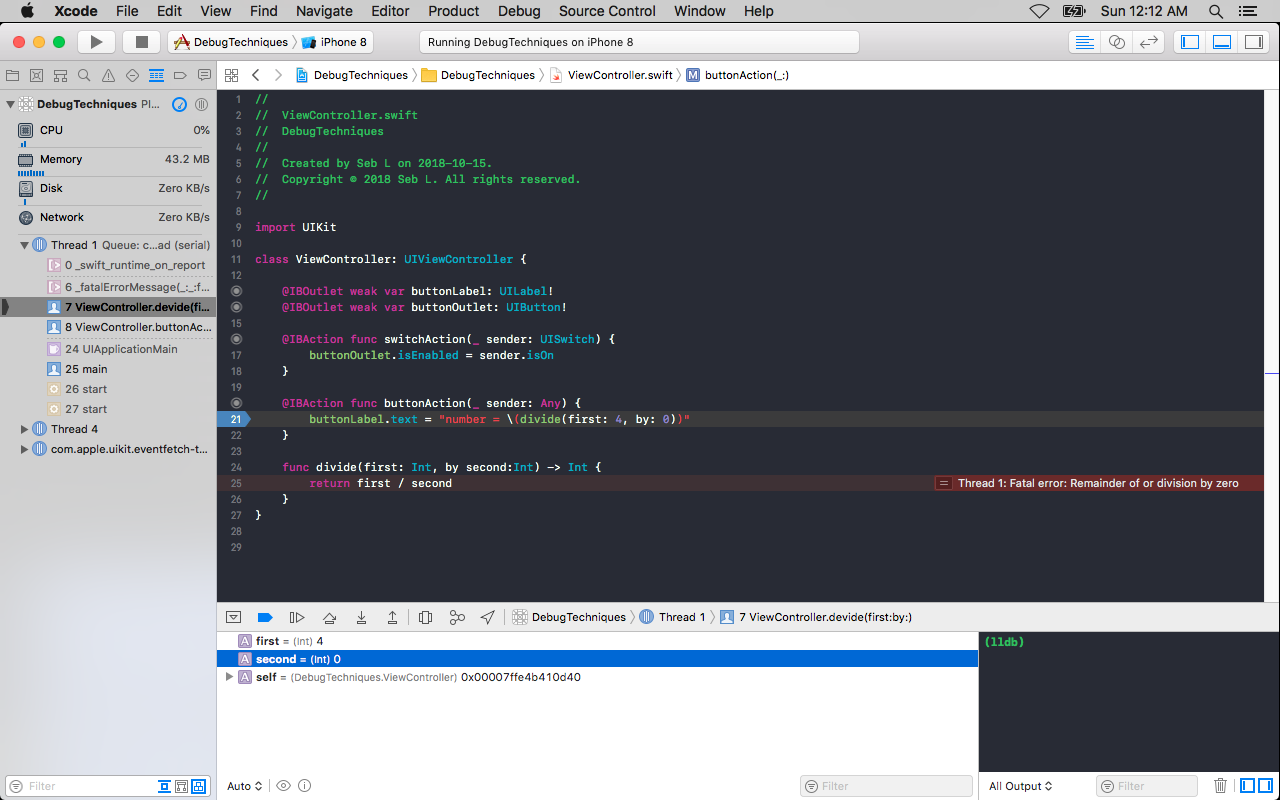 Xcode File Edit View Find Navigate Editor Product Debug Source Control Window Help Sun 12:12 AM
DebugTechniques iPhone 8 Running DebugTechniques on iPhone 8
DebugTechniques DebugTechniques ViewController.swift M buttonAction(_:)
DebugTechniques PI...
CPU 0%
Memory 43.2 MB
Disk Zero KB/s
Network Zero KB/s
Thread 1 Queue: c...ad (serial)
0 _swift_runtime_on_report
6 _fatalErrorMessage(_:_:f...
7 ViewController.devide(fi...
8 ViewController.buttonAc...
24 UIApplicationMain
25 main
26 start
27 start
Thread 4
com.apple.uikit.eventfetch-t...
Filter
1 //
2 // ViewController.swift
3 // DebugTechniques
4 //
5 // Created by Seb L on 2018-10-15.
6 // Copyright © 2018 Seb L. All rights reserved.
7 //
8
9 import UIKit
10
11 class ViewController: UIViewController {
12
@IBOutlet weak var buttonLabel: UILabel!
@IBOutlet weak var buttonOutlet: UIButton!
15
@IBAction func switchAction(_ sender: UISwitch) {
17 buttonOutlet.isEnabled = sender.isOn
18 }
19
@IBAction func buttonAction(_ sender: Any) {
21 buttonLabel.text = "number = \(divide(first: 4, by: 0))"
22 }
23
24 func divide(first: Int, by second:Int) -> Int {
25 return first / second = Thread 1: Fatal error: Remainder of or division by zero
26 }
27 }
28
29
DebugTechniques Thread 1 7 ViewController.devide(first:by:)
A first = (Int) 4
A second = (Int) 0
A self = (DebugTechniques.ViewController) 0x00007ffe4b410d40
(lldb)
Auto Filter All Output Filter